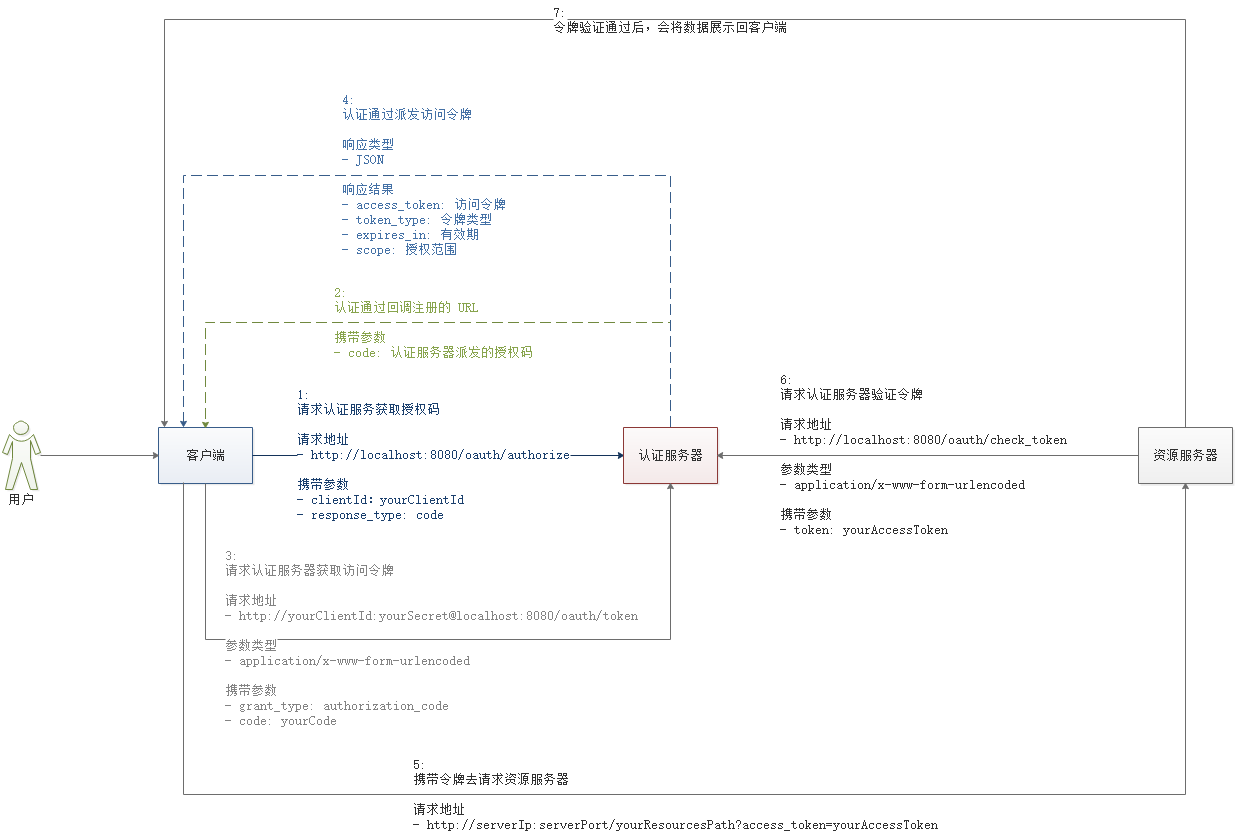 7:
令牌验证通过后，会将数据展示回客户端
4:
认证通过派发访问令牌
响应类型
- JSON
响应结果
- access_token: 访问令牌
- token_type: 令牌类型
- expires_in: 有效期
- scope: 授权范围
2:
认证通过回调注册的 URL
携带参数
- code: 认证服务器派发的授权码
1:
请求认证服务获取授权码
请求地址
- http://localhost:8080/oauth/authorize
携带参数
- clientId: yourClientId
- response_type: code
6:
请求认证服务器验证令牌
请求地址
- http://localhost:8080/oauth/check_token
参数类型
- application/x-www-form-urlencoded
携带参数
- token: yourAccessToken
用户
客户端
认证服务器
资源服务器
3:
请求认证服务器获取访问令牌
请求地址
- http://yourClientId:yourSecret@localhost:8080/oauth/token
参数类型
- application/x-www-form-urlencoded
携带参数
- grant_type: authorization_code
- code: yourCode
5:
携带令牌去请求资源服务器
请求地址
- http://serverIp:serverPort/yourResourcesPath?access_token=yourAccessToken